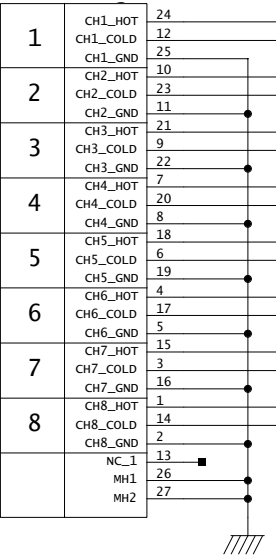 CH1_HOT 24
1 CH1_COLD 12
CH1_GND 25
CH2_HOT 10
2 CH2_COLD 23
CH2_GND 11
CH3_HOT 21
3 CH3_COLD 9
CH3_GND 22
CH4_HOT 7
4 CH4_COLD 20
CH4_GND 8
CH5_HOT 18
5 CH5_COLD 6
CH5_GND 19
CH6_HOT 4
6 CH6_COLD 17
CH6_GND 5
CH7_HOT 15
7 CH7_COLD 3
CH7_GND 16
CH8_HOT 1
8 CH8_COLD 14
CH8_GND 2
NC_1 13
MH1 26
MH2 27